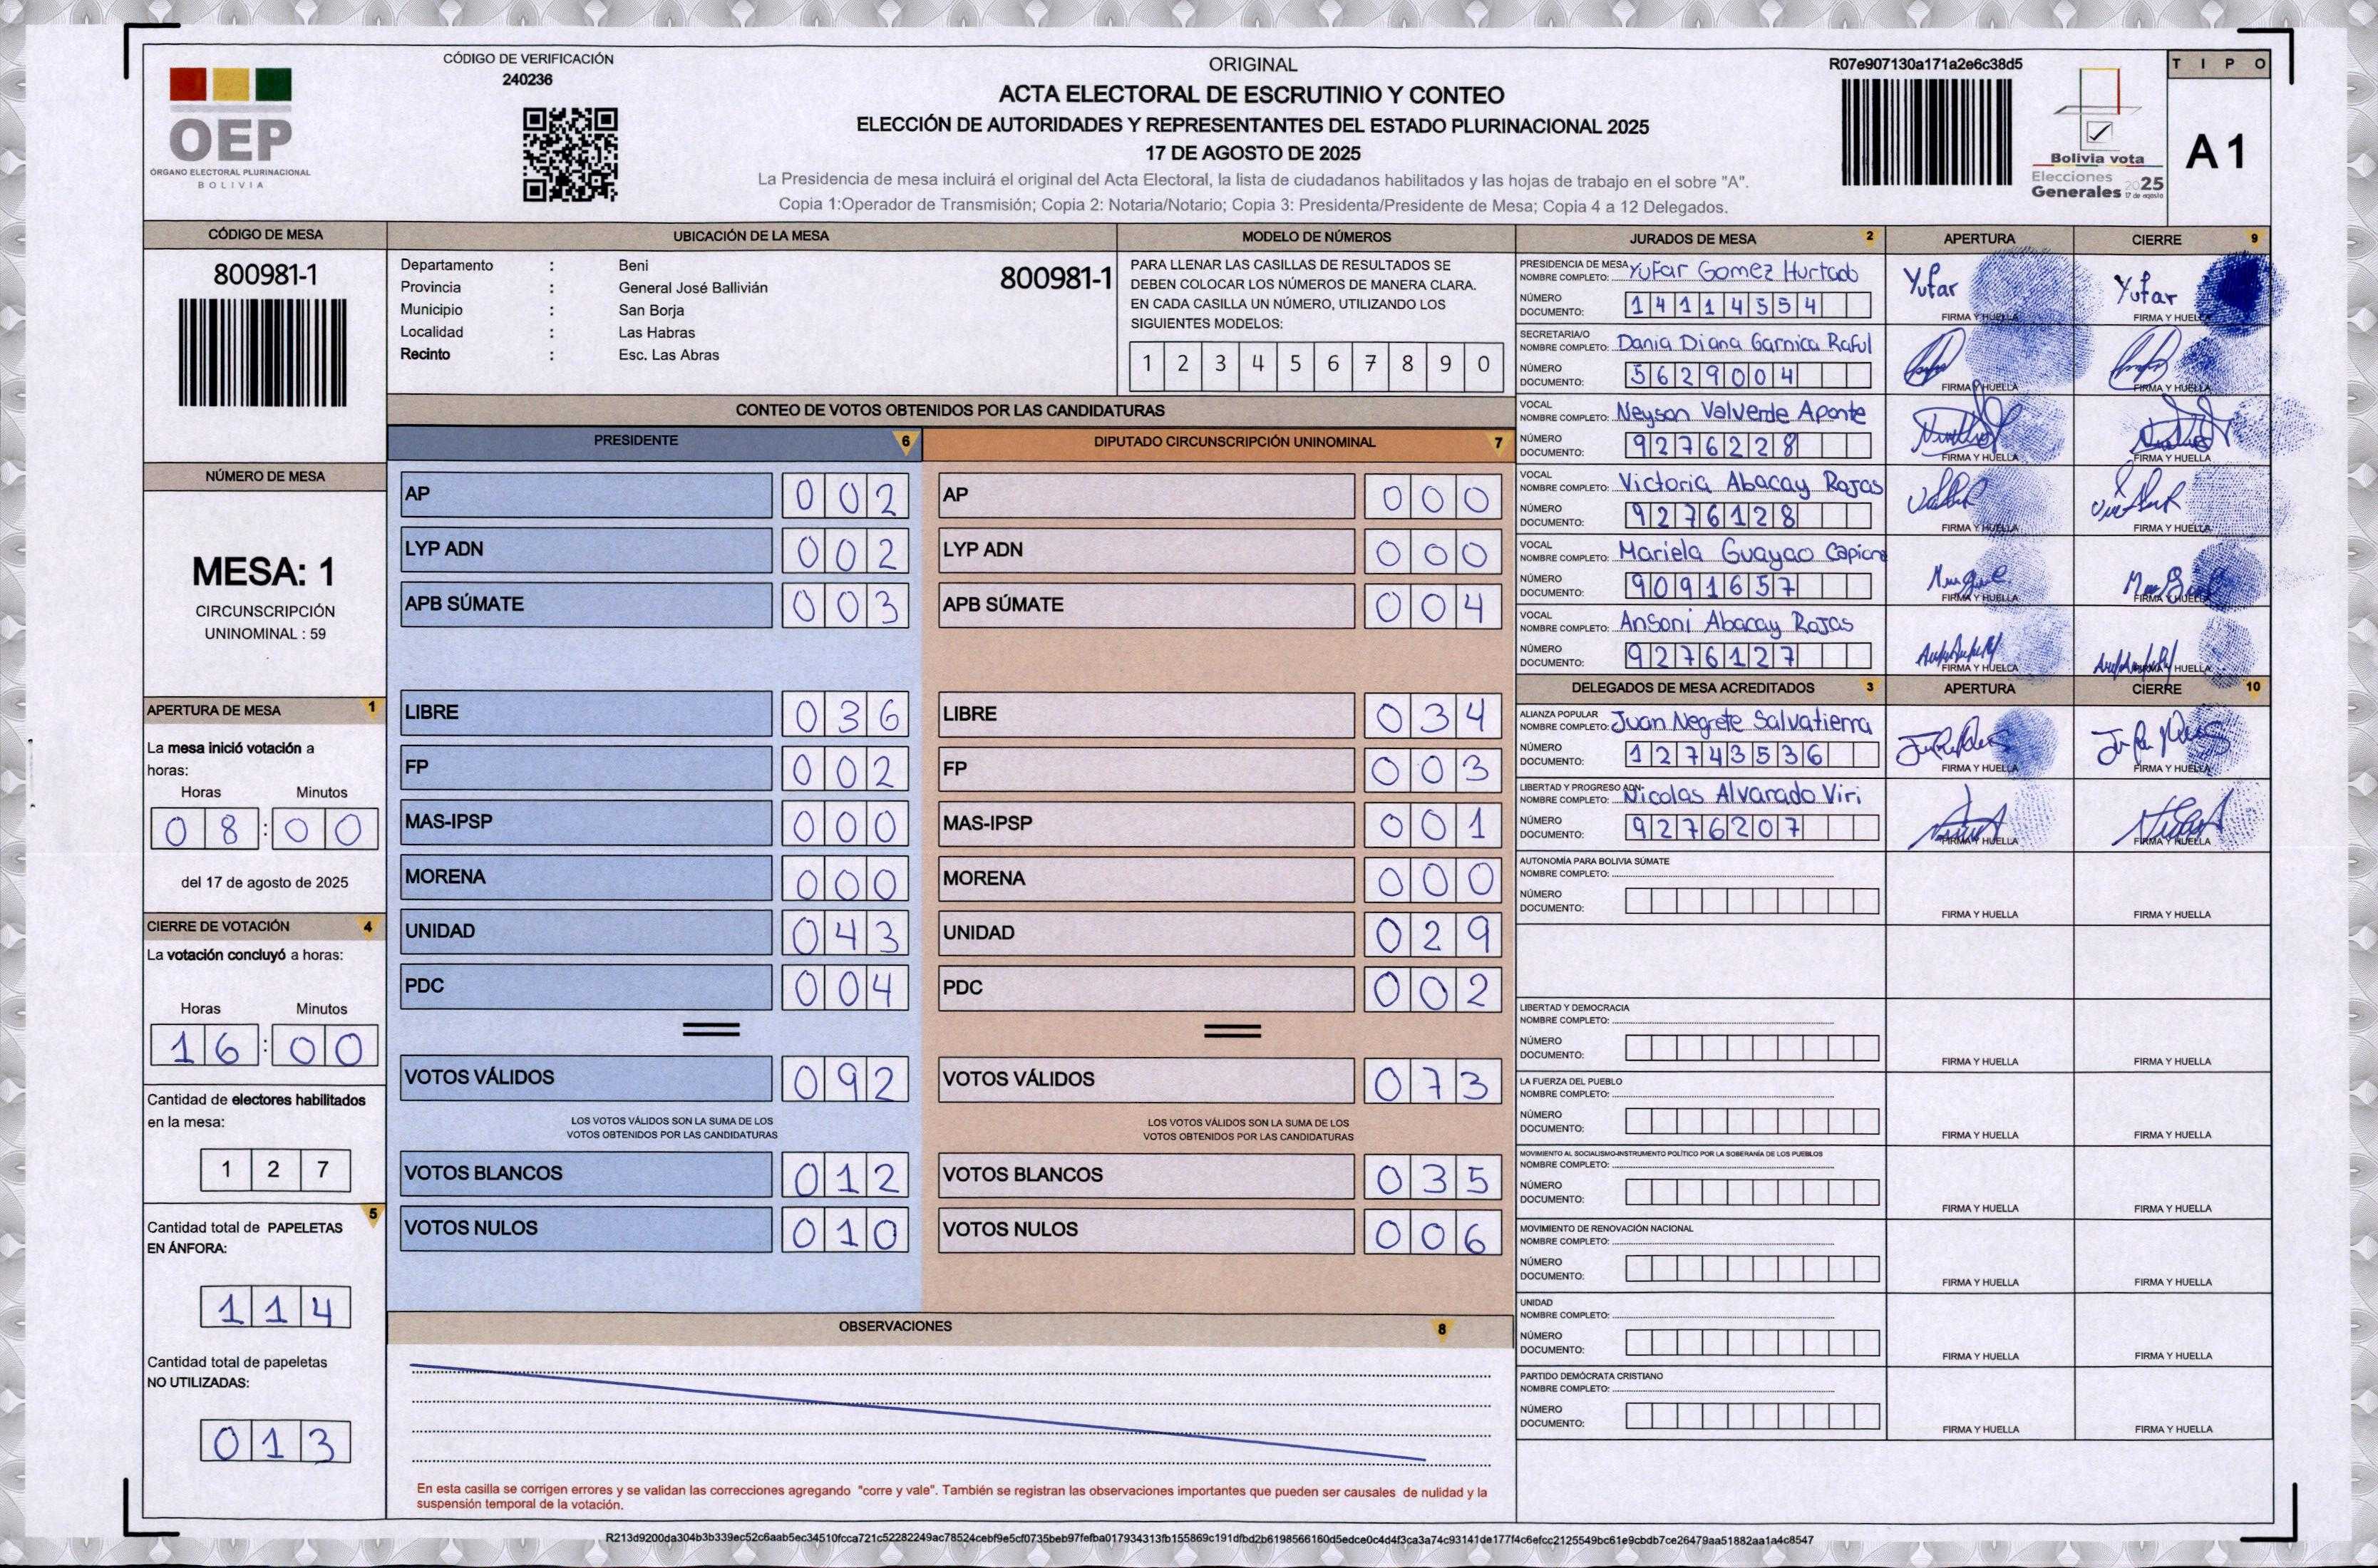 CÓDIGO DE VERIFICACIÓN
240236
OEP
ÓRGANO ELECTORAL PLURINACIONAL
BOLIVIA
ORIGINAL
ACTA ELECTORAL DE ESCRUTINIO Y CONTEO
ELECCIÓN DE AUTORIDADES Y REPRESENTANTES DEL ESTADO PLURINACIONAL 2025
17 DE AGOSTO DE 2025
La Presidencia de mesa incluirá el original del Acta Electoral, la lista de ciudadanos habilitados y las hojas de trabajo en el sobre "A".
Copia 1:Operador de Transmisión; Copia 2: Notaria/Notario; Copia 3: Presidenta/Presidente de Mesa; Copia 4 a 12 Delegados.
R07e907130a171a2e6c38d5
Bolivia vota
Elecciones
Generales 2025
17 de agosto
TIPO
A 1
CÓDIGO DE MESA
800981-1
NÚMERO DE MESA
MESA: 1
CIRCUNSCRIPCIÓN
UNINOMINAL : 59
APERTURA DE MESA 1
La mesa inició votación a
horas:
Horas Minutos
08 : 00
del 17 de agosto de 2025
CIERRE DE VOTACIÓN 4
La votación concluyó a horas:
Horas Minutos
16 : 00
Cantidad de electores habilitados
en la mesa:
127
5
Cantidad total de PAPELETAS
EN ÁNFORA:
114
Cantidad total de papeletas
NO UTILIZADAS:
013
UBICACIÓN DE LA MESA
Departamento : Beni
800981-1
Provincia : General José Ballivián
Municipio : San Borja
Localidad : Las Habras
Recinto : Esc. Las Abras
MODELO DE NÚMEROS
PARA LLENAR LAS CASILLAS DE RESULTADOS SE
DEBEN COLOCAR LOS NÚMEROS DE MANERA CLARA.
EN CADA CASILLA UN NÚMERO, UTILIZANDO LOS
SIGUIENTES MODELOS:
1 2 3 4 5 6 7 8 9 0
CONTEO DE VOTOS OBTENIDOS POR LAS CANDIDATURAS
PRESIDENTE 6
AP 002
LYP ADN 002
APB SÚMATE 003
LIBRE 036
FP 002
MAS-IPSP 000
MORENA 000
UNIDAD 043
PDC 004
VOTOS VÁLIDOS 092
LOS VOTOS VÁLIDOS SON LA SUMA DE LOS
VOTOS OBTENIDOS POR LAS CANDIDATURAS
VOTOS BLANCOS 012
VOTOS NULOS 010
DIPUTADO CIRCUNSCRIPCIÓN UNINOMINAL 7
AP 000
LYP ADN 000
APB SÚMATE 004
LIBRE 034
FP 003
MAS-IPSP 001
MORENA 000
UNIDAD 029
PDC 002
VOTOS VÁLIDOS 073
LOS VOTOS VÁLIDOS SON LA SUMA DE LOS
VOTOS OBTENIDOS POR LAS CANDIDATURAS
VOTOS BLANCOS 035
VOTOS NULOS 006
OBSERVACIONES 8
En esta casilla se corrigen errores y se validan las correcciones agregando "corre y vale". También se registran las observaciones importantes que pueden ser causales de nulidad y la
suspensión temporal de la votación.
JURADOS DE MESA 2 APERTURA CIERRE 9
PRESIDENCIA DE MESA
NOMBRE COMPLETO: Yufar Gomez Hurtado
NÚMERO
DOCUMENTO: 14114554
Yufar Yufar
FIRMA Y HUELLA FIRMA Y HUELLA
SECRETARIA/O
NOMBRE COMPLETO: Dania Diana Garnica Raful
NÚMERO
DOCUMENTO: 5629004
FIRMA Y HUELLA FIRMA Y HUELLA
VOCAL
NOMBRE COMPLETO: Neyson Valverde Aponte
NÚMERO
DOCUMENTO: 9276228
FIRMA Y HUELLA FIRMA Y HUELLA
VOCAL
NOMBRE COMPLETO: Victoria Abacay Rojas
NÚMERO
DOCUMENTO: 9276128
FIRMA Y HUELLA FIRMA Y HUELLA
VOCAL
NOMBRE COMPLETO: Mariela Guayao
NÚMERO
DOCUMENTO: 9091657
FIRMA Y HUELLA FIRMA Y HUELLA
VOCAL
NOMBRE COMPLETO: Ansoni Abacay Rojas
NÚMERO
DOCUMENTO: 9276127
FIRMA Y HUELLA FIRMA Y HUELLA
DELEGADOS DE MESA ACREDITADOS 3 APERTURA CIERRE 10
ALIANZA POPULAR
NOMBRE COMPLETO: Juan Negrete Salvatierra
NÚMERO
DOCUMENTO: 12743536
FIRMA Y HUELLA FIRMA Y HUELLA
LIBERTAD Y PROGRESO ADN
NOMBRE COMPLETO: Nicolas Alvarado Viri
NÚMERO
DOCUMENTO: 9276207
FIRMA Y HUELLA FIRMA Y HUELLA
AUTONOMÍA PARA BOLIVIA SÚMATE
NOMBRE COMPLETO:
NÚMERO
DOCUMENTO:
FIRMA Y HUELLA FIRMA Y HUELLA
LIBERTAD Y DEMOCRACIA
NOMBRE COMPLETO:
NÚMERO
DOCUMENTO:
FIRMA Y HUELLA FIRMA Y HUELLA
LA FUERZA DEL PUEBLO
NOMBRE COMPLETO:
NÚMERO
DOCUMENTO:
FIRMA Y HUELLA FIRMA Y HUELLA
MOVIMIENTO AL SOCIALISMO-INSTRUMENTO POLÍTICO POR LA SOBERANÍA DE LOS PUEBLOS
NOMBRE COMPLETO:
NÚMERO
DOCUMENTO:
FIRMA Y HUELLA FIRMA Y HUELLA
MOVIMIENTO DE RENOVACIÓN NACIONAL
NOMBRE COMPLETO:
NÚMERO
DOCUMENTO:
FIRMA Y HUELLA FIRMA Y HUELLA
UNIDAD
NOMBRE COMPLETO:
NÚMERO
DOCUMENTO:
FIRMA Y HUELLA FIRMA Y HUELLA
PARTIDO DEMÓCRATA CRISTIANO
NOMBRE COMPLETO:
NÚMERO
DOCUMENTO:
FIRMA Y HUELLA FIRMA Y HUELLA